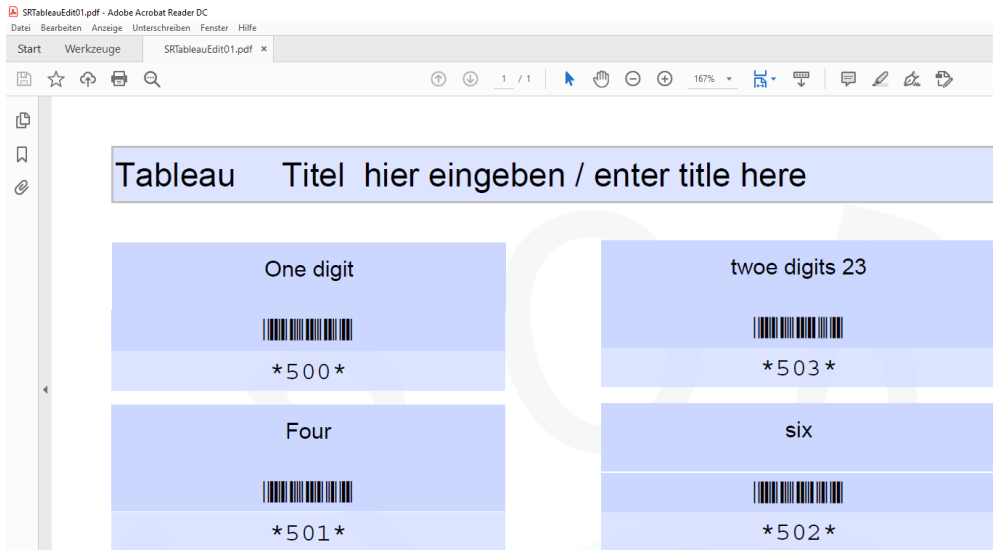 SRTableauEdit01.pdf - Adobe Acrobat Reader DC
Datei Bearbeiten Anzeige Unterschreiben Fenster Hilfe
Start Werkzeuge SRTableauEdit01.pdf ×
1 / 1 167%
Tableau Titel hier eingeben / enter title here
One digit
*500*
twoe digits 23
*503*
Four
*501*
six
*502*